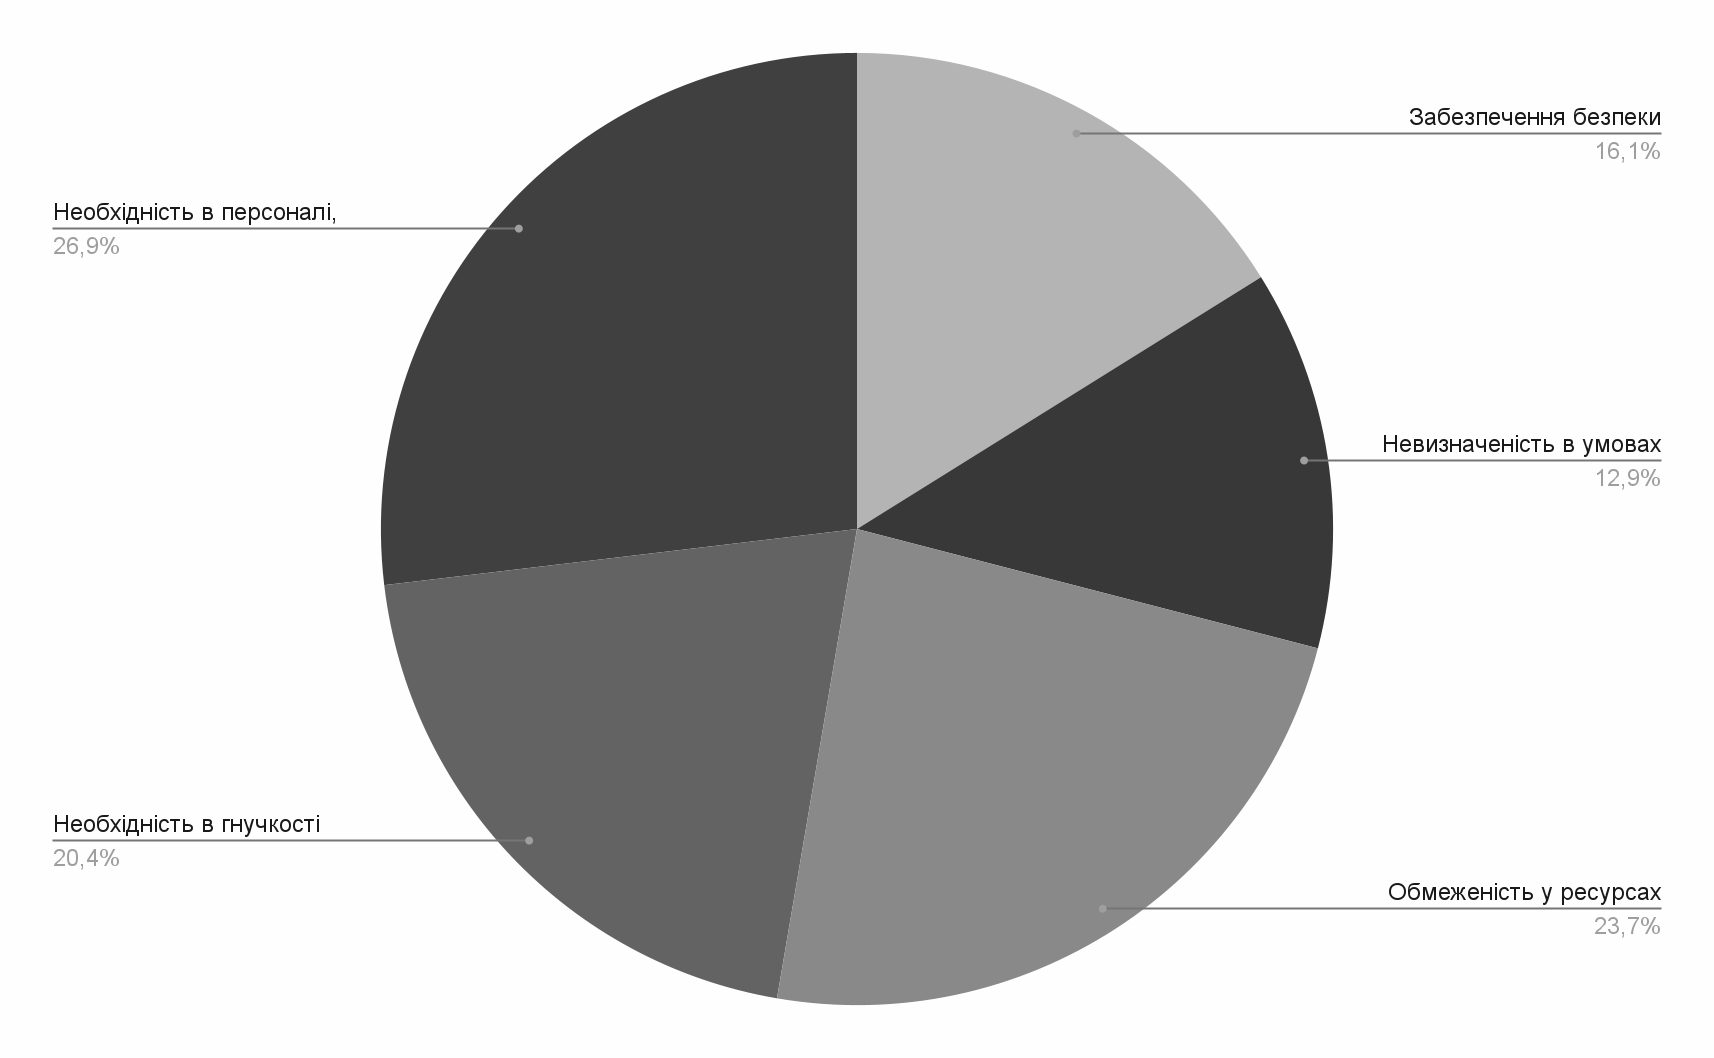 Забезпечення безпеки
16,1%
Необхідність в персоналі,
26,9%
Невизначеність в умовах
12,9%
Необхідність в гнучкості
20,4%
Обмеженість у ресурсах
23,7%